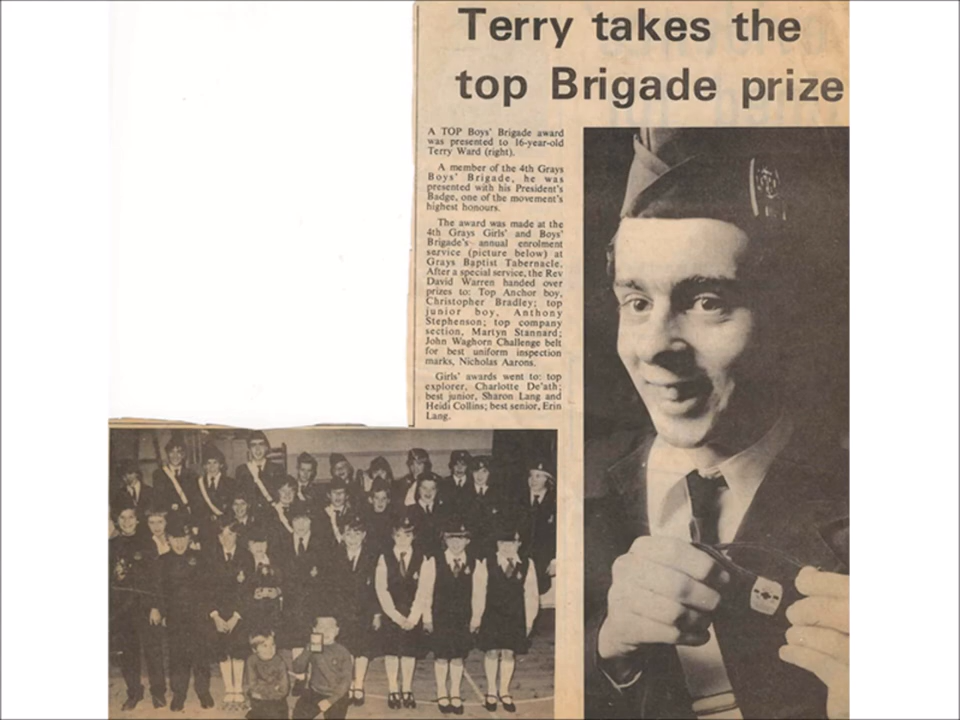 Terry takes the
top Brigade prize
A TOP Boys' Brigade award
was presented to 16-year-old
Terry Ward (right).
A member of the 4th Grays
Boys' Brigade, he was
presented with his President's
Badge, one of the movement's
highest honours.
The award was made at the
4th Grays Girls' and Boys'
Brigade's annual enrolment
service (picture below) at
Grays Baptist Tabernacle.
After a special service, the Rev
David Warren handed over
prizes to: Top Anchor boy,
Christopher Bradley; top
junior boy, Anthony
Stephenson; top company
section, Martyn Stannard;
John Waghorn Challenge belt
for best uniform inspection
marks, Nicholas Aarons.
Girls' awards went to: top
explorer, Charlotte De'ath;
best junior, Sharon Lang and
Heidi Collins; best senior, Erin
Lang.